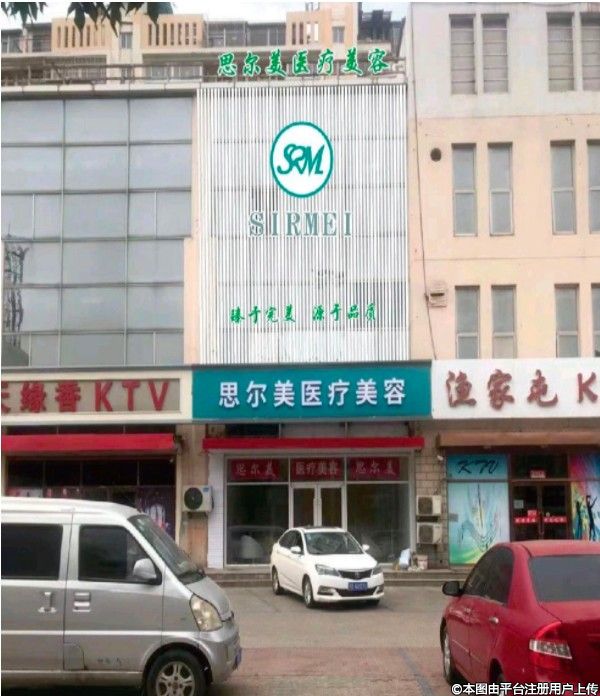 思尔美医疗美容
SRM
SIRMEI
臻于完美 源于品质
天缘香KTV
思尔美医疗美容
渔家屯K
思尔美 医疗美容 思尔美
KTV
©本图由平台注册用户上传